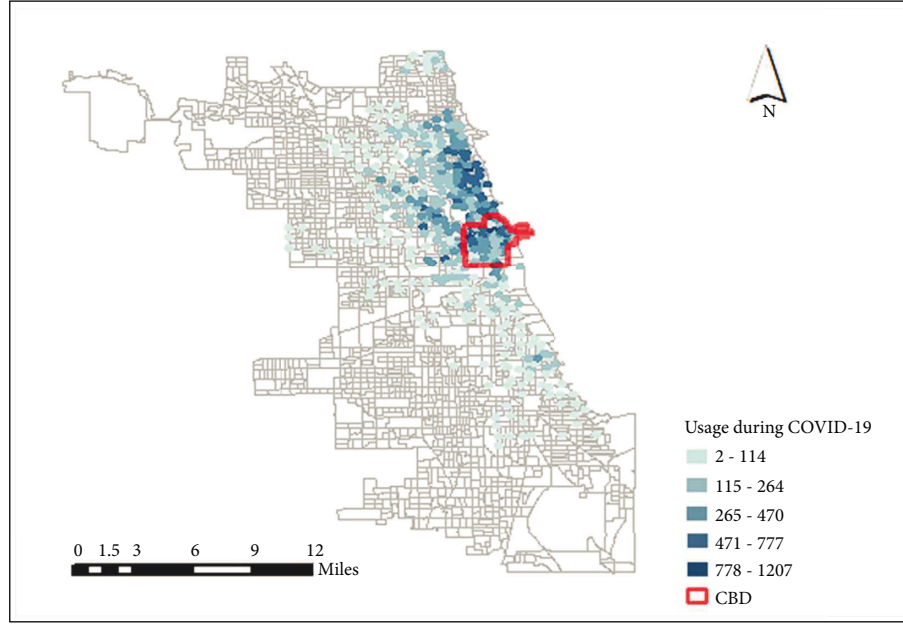 N
Usage during COVID-19
2 - 114
115 - 264
265 - 470
471 - 777
778 - 1207
CBD
0 1.5 3 6 9 12
Miles